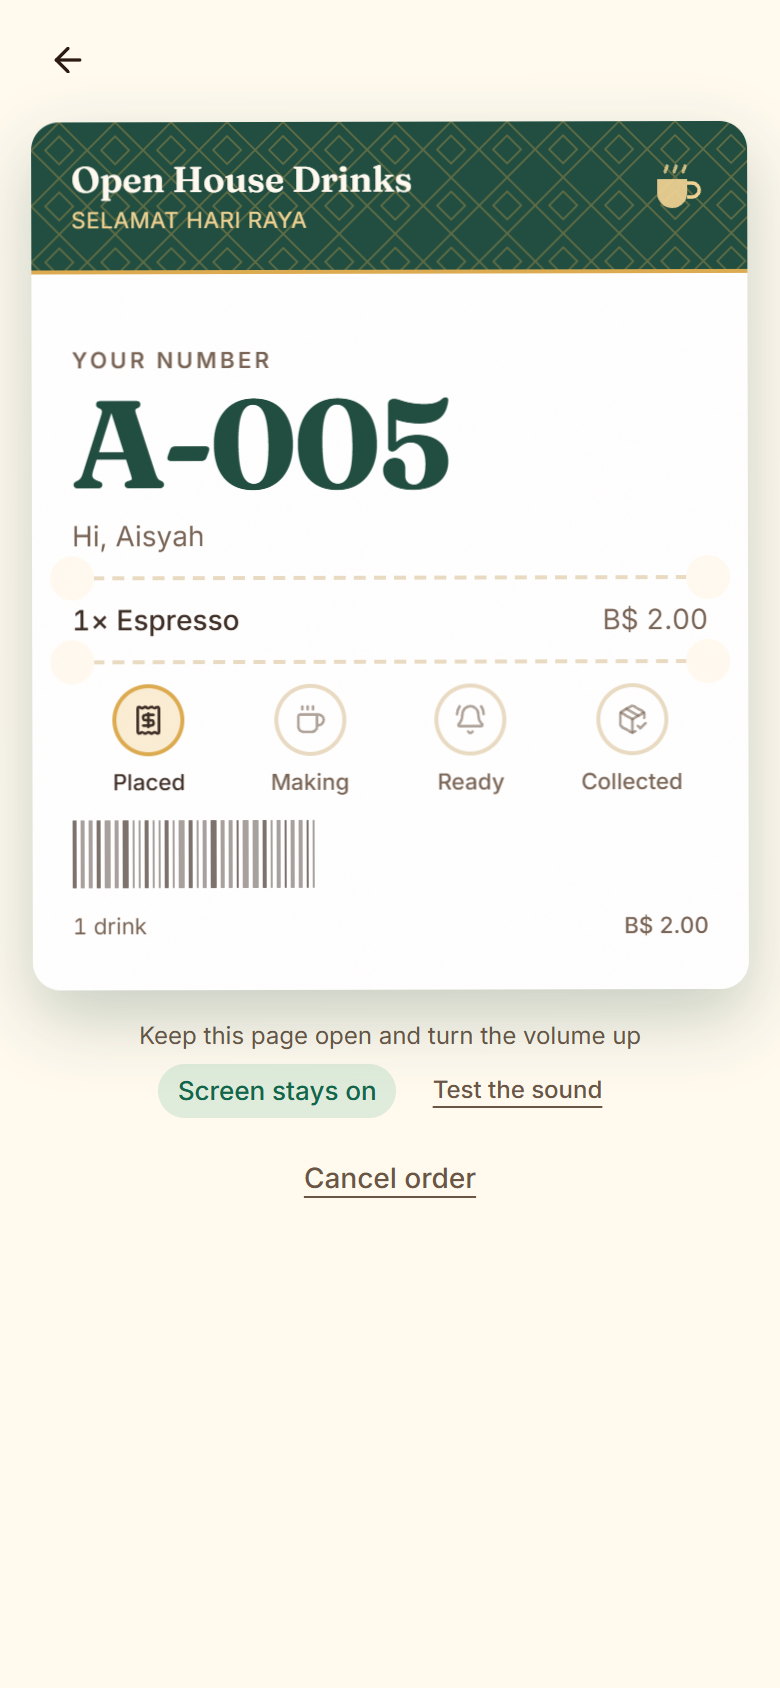 Open House Drinks
SELAMAT HARI RAYA
YOUR NUMBER
A-005
Hi, Aisyah
1× Espresso B$ 2.00
Placed Making Ready Collected
1 drink B$ 2.00
Keep this page open and turn the volume up
Screen stays on Test the sound
Cancel order